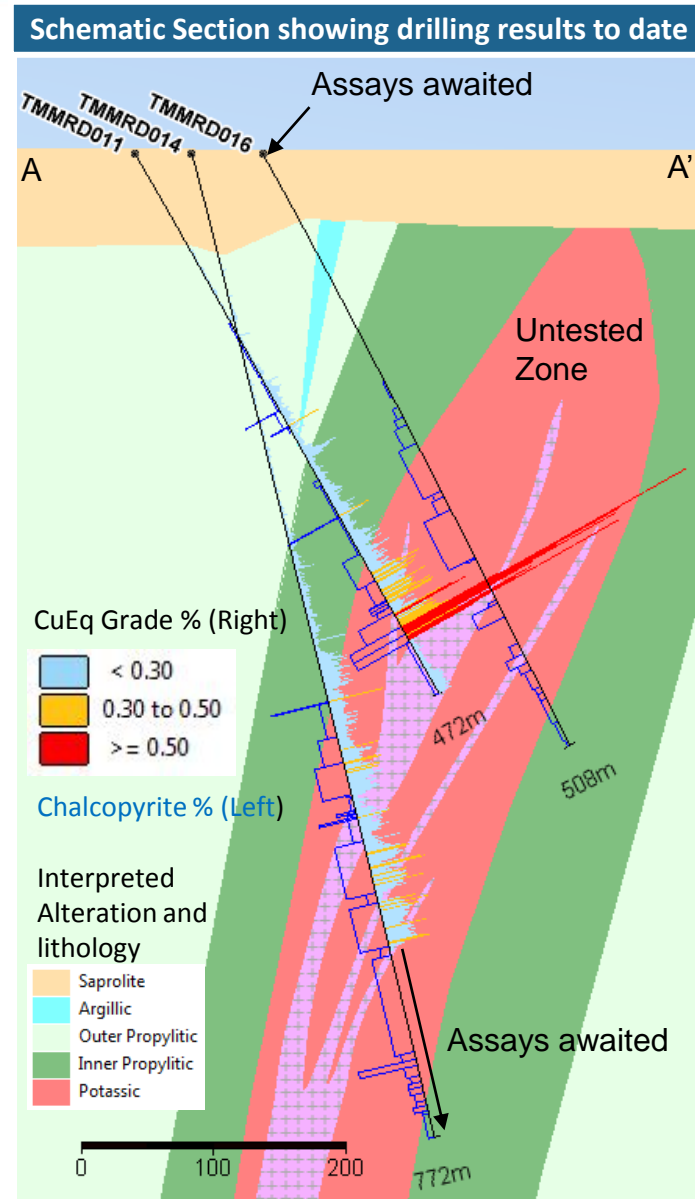 Schematic Section showing drilling results to date
Assays awaited
TMMRD016
TMMRD014
TMMRD011
A
A’
Untested
Zone
CuEq Grade % (Right)
< 0.30
0.30 to 0.50
>= 0.50
472m
508m
Chalcopyrite % (Left)
Interpreted
Alteration and
lithology
Saprolite
Argillic
Outer Propylitic
Inner Propylitic
Potassic
Assays awaited
0
100
200
772m